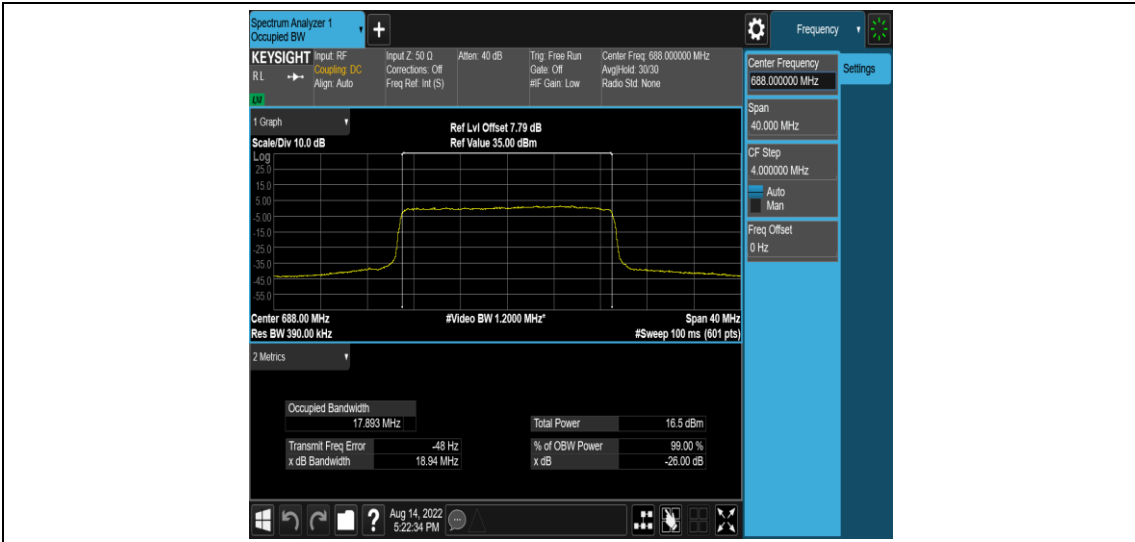 Spectrum Analyzer 1
Occupied BW
+
Frequency
KEYSIGHT Input: RF Input Z: 50 Ω Atten: 40 dB Trig: Free Run Center Freq: 688.000000 MHz
RL Coupling: DC Corrections: Off Gate: Off Avg|Hold: 30/30
Align: Auto Freq Ref: Int (S) #IF Gain: Low Radio Std: None
LXI
Center Frequency
688.000000 MHz
Settings
Span
40.000 MHz
CF Step
4.000000 MHz
Auto
Man
Freq Offset
0 Hz
1 Graph
Ref Lvl Offset 7.79 dB
Scale/Div 10.0 dB Ref Value 35.00 dBm
Log
25.0
15.0
5.00
-5.00
-15.0
-25.0
-35.0
-45.0
-55.0
Center 688.00 MHz #Video BW 1.2000 MHz* Span 40 MHz
Res BW 390.00 kHz #Sweep 100 ms (601 pts)
2 Metrics
Occupied Bandwidth
17.893 MHz Total Power 16.5 dBm
Transmit Freq Error -48 Hz % of OBW Power 99.00 %
x dB Bandwidth 18.94 MHz x dB -26.00 dB
? Aug 14, 2022
5:22:34 PM